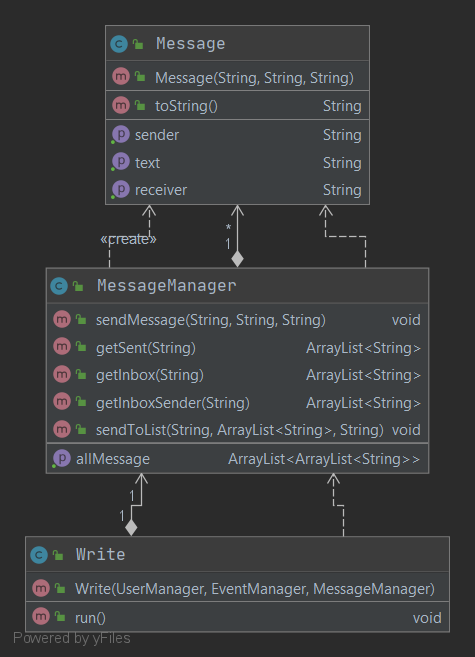 Message
Message(String, String, String)
toString() String
sender String
text String
receiver String
«create»
*
1
MessageManager
sendMessage(String, String, String) void
getSent(String) ArrayList<String>
getInbox(String) ArrayList<String>
getInboxSender(String) ArrayList<String>
sendToList(String, ArrayList<String>, String) void
allMessage ArrayList<ArrayList<String>>
1
1
Write
Write(UserManager, EventManager, MessageManager)
run() void
Powered by yFiles